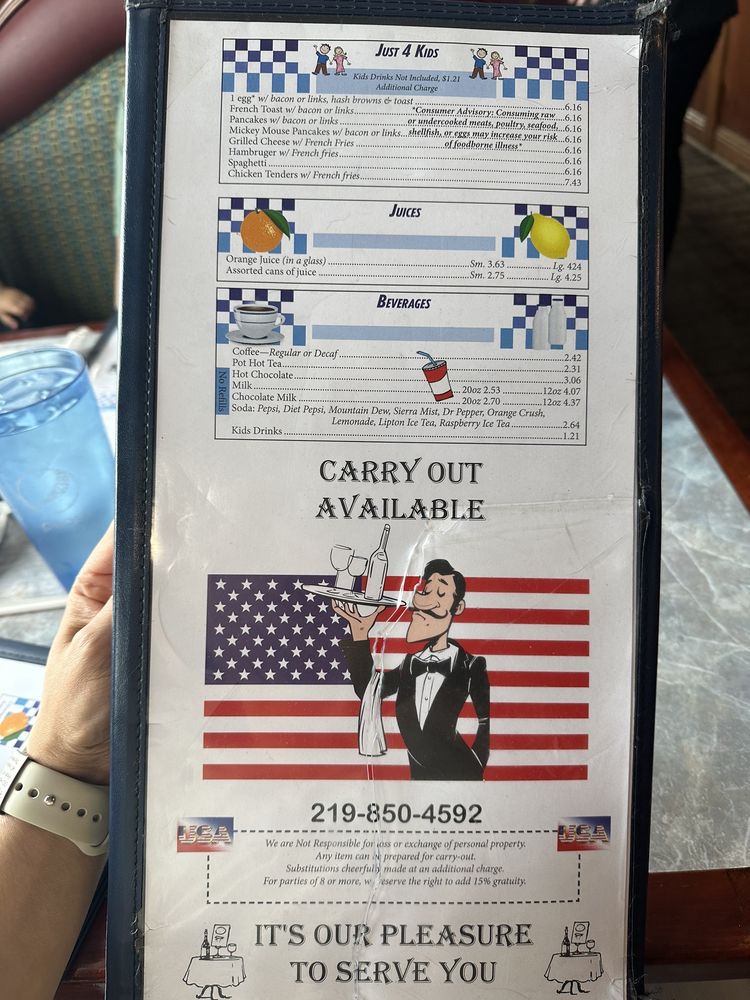 JUST 4 KIDS
Kids Drinks Not Included, $1.21
Additional Charge
1 egg* w/ bacon or links, hash browns & toast ... 6.16
French Toast w/ bacon or links ... 6.16
Pancakes w/ bacon or links ... 6.16
Mickey Mouse Pancakes w/ bacon or links... 6.16
Grilled Cheese w/ French Fries ... 6.16
Hambruger w/ French fries ... 6.16
Spaghetti ... 6.16
Chicken Tenders w/ French fries ... 7.43
*Consumer Advisory: Consuming raw
or undercooked meats, poultry, seafood,
shellfish, or eggs may increase your risk
of foodborne illness*
JUICES
Orange Juice (in a glass) ... Sm. 3.63 ... Lg. 424
Assorted cans of juice ... Sm. 2.75 ... Lg. 4.25
BEVERAGES
Coffee—Regular or Decaf ... 2.42
Pot Hot Tea ... 2.31
Hot Chocolate ... 3.06
Milk ... 20oz 2.53 ... 12oz 4.07
Chocolate Milk ... 20oz 2.70 ... 12oz 4.37
No Refills
Soda: Pepsi, Diet Pepsi, Mountain Dew, Sierra Mist, Dr Pepper, Orange Crush,
Lemonade, Lipton Ice Tea, Raspberry Ice Tea ... 2.64
Kids Drinks ... 1.21
CARRY OUT
AVAILABLE
219-850-4592
USA
USA
We are Not Responsible for loss or exchange of personal property.
Any item can be prepared for carry-out.
Substitutions cheerfully made at an additional charge.
For parties of 8 or more, we reserve the right to add 15% gratuity.
IT'S OUR PLEASURE
TO SERVE YOU